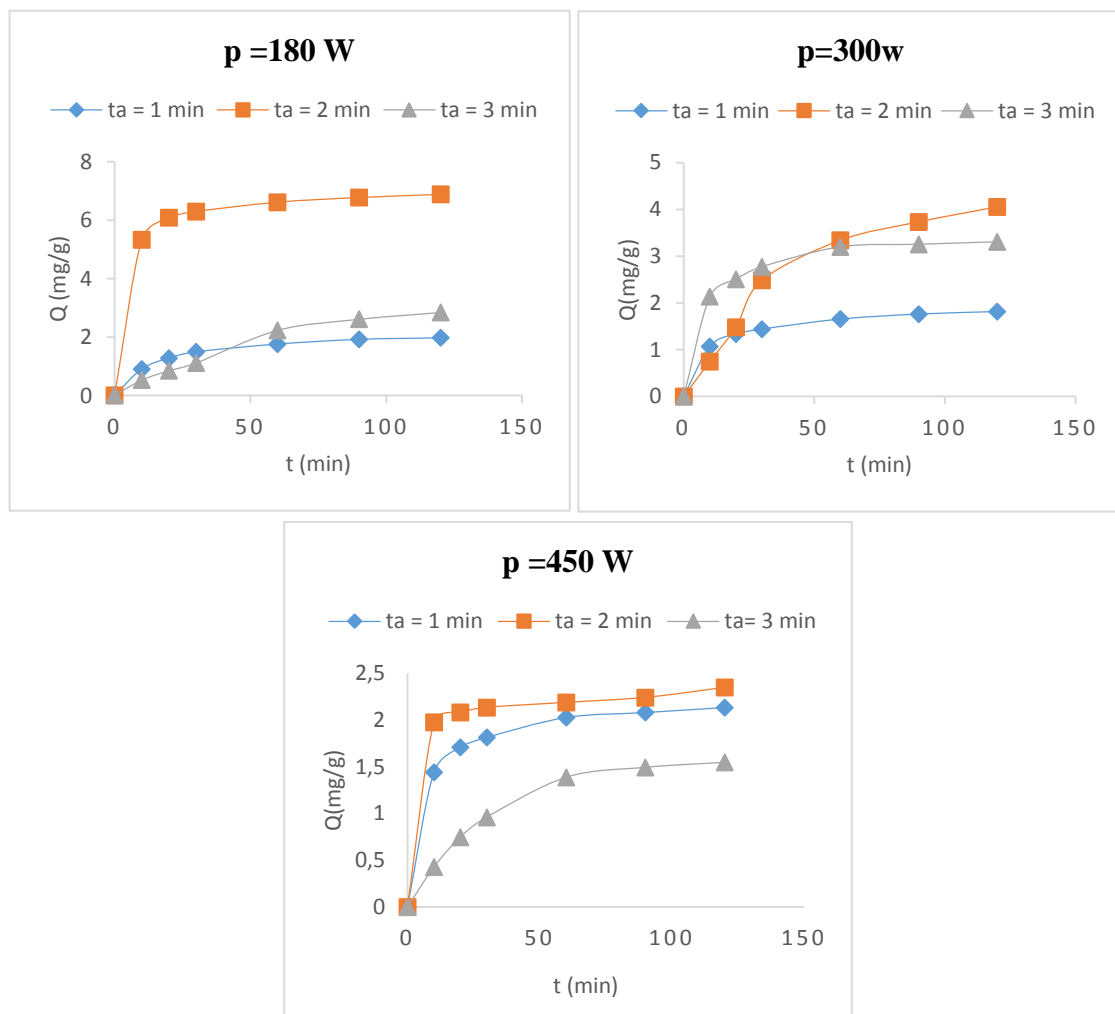 p =180 W
ta = 1 min ta = 2 min ta = 3 min
8
6
4
2
0
0 50 100 150
Q (mg/g)
t (min)
p=300w
ta = 1 min ta = 2 min ta = 3 min
5
4
3
2
1
0
0 50 100 150
Q(mg/g)
t (min)
p =450 W
ta = 1 min ta = 2 min ta= 3 min
2,5
2
1,5
1
0,5
0
0 50 100 150
Q(mg/g)
t (min)